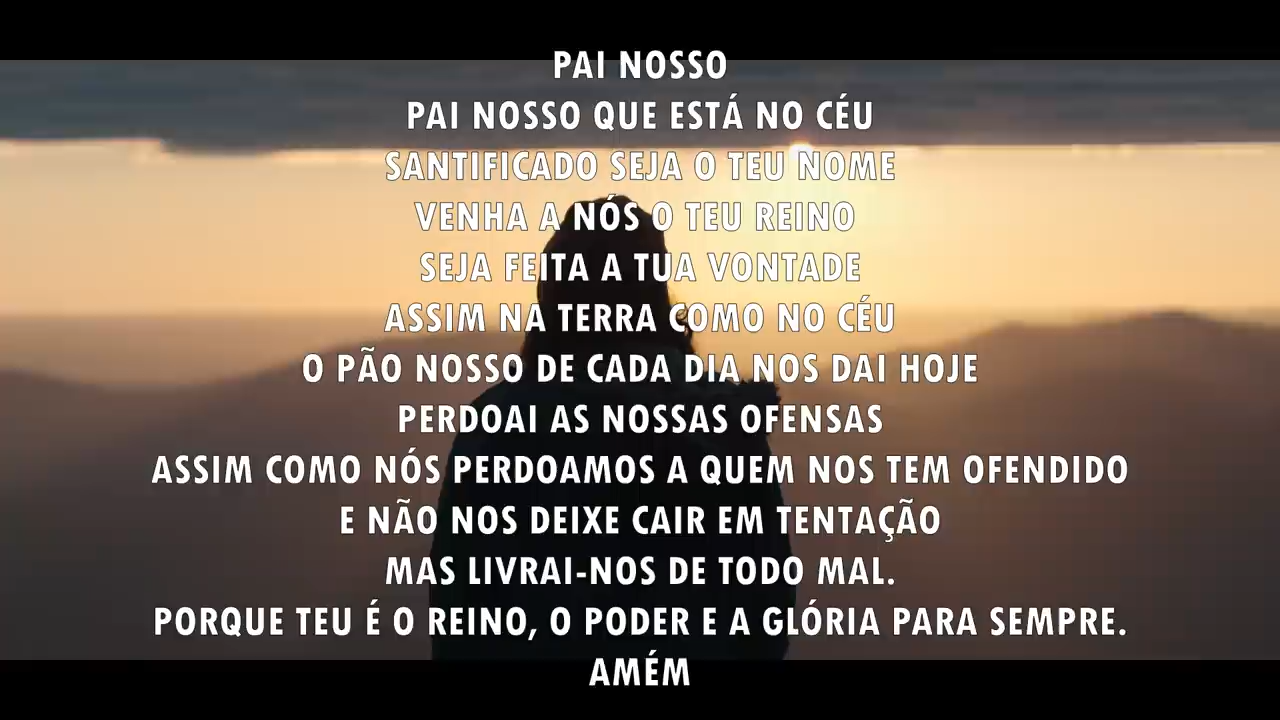 PAI NOSSO
PAI NOSSO QUE ESTÁ NO CÉU
SANTIFICADO SEJA O TEU NOME
VENHA A NÓS O TEU REINO
SEJA FEITA A TUA VONTADE
ASSIM NA TERRA COMO NO CÉU
O PÃO NOSSO DE CADA DIA NOS DAI HOJE
PERDOAI AS NOSSAS OFENSAS
ASSIM COMO NÓS PERDOAMOS A QUEM NOS TEM OFENDIDO
E NÃO NOS DEIXE CAIR EM TENTAÇÃO
MAS LIVRAI-NOS DE TODO MAL.
PORQUE TEU É O REINO, O PODER E A GLÓRIA PARA SEMPRE.
AMÉM